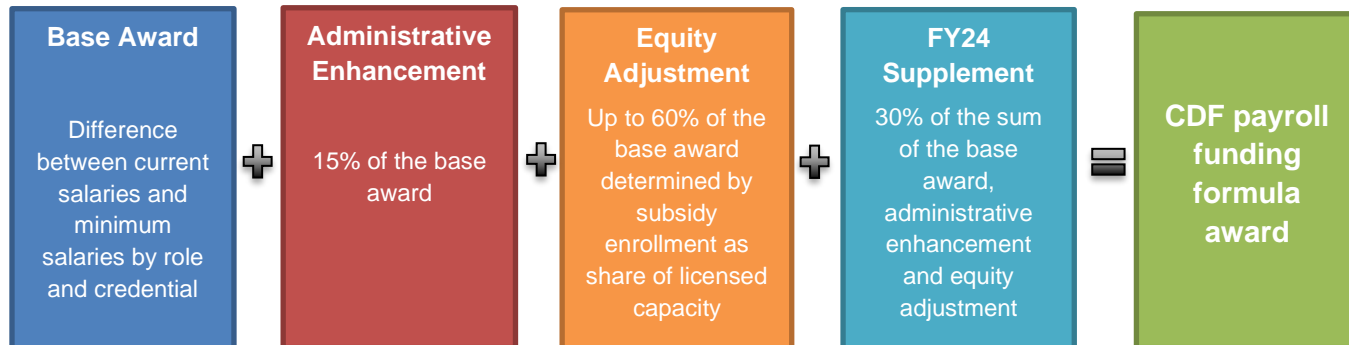 Base Award
Difference
between current
salaries and
minimum
salaries by role
and credential
Administrative
Enhancement
15% of the base
award
Equity
Adjustment
Up to 60% of the
base award
determined by
subsidy
enrollment as
share of licensed
capacity
FY24
Supplement
30% of the sum
of the base
award,
administrative
enhancement
and equity
adjustment
CDF payroll
funding
formula
award